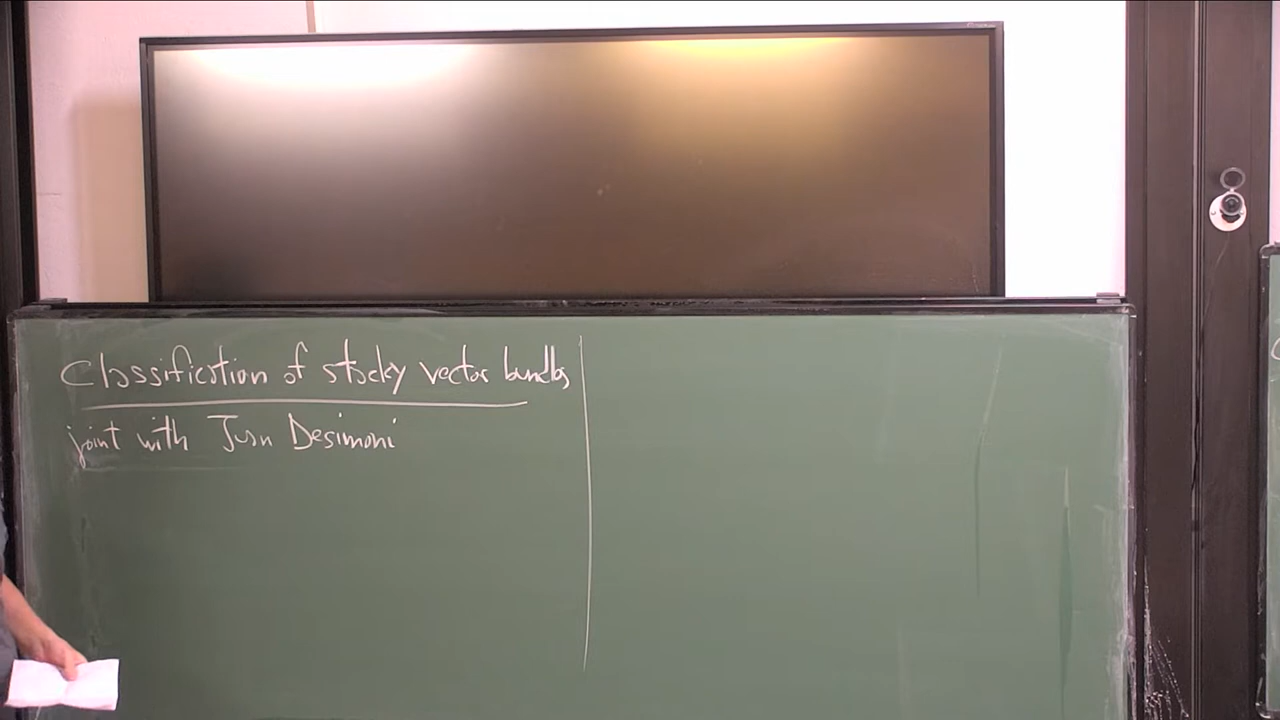 Classification of stacky vector bundles
joint with Juan Desimoni